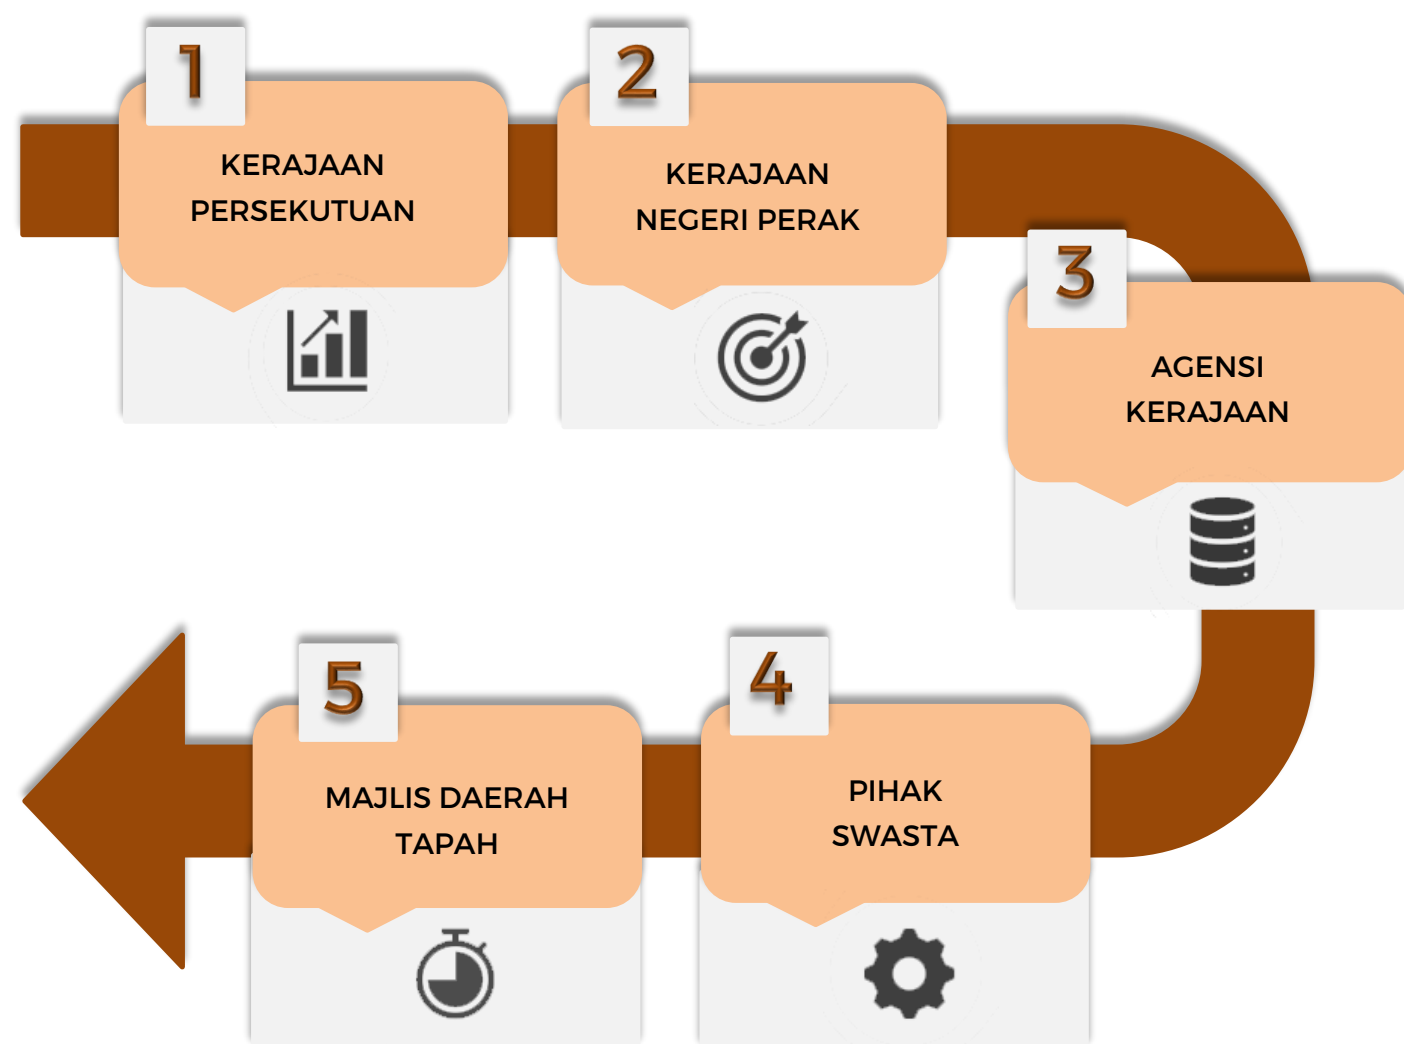 1
KERAJAAN
PERSEKUTUAN
2
KERAJAAN
NEGERI PERAK
3
AGENSI
KERAJAAN
4
PIHAK
SWASTA
5
MAJLIS DAERAH
TAPAH